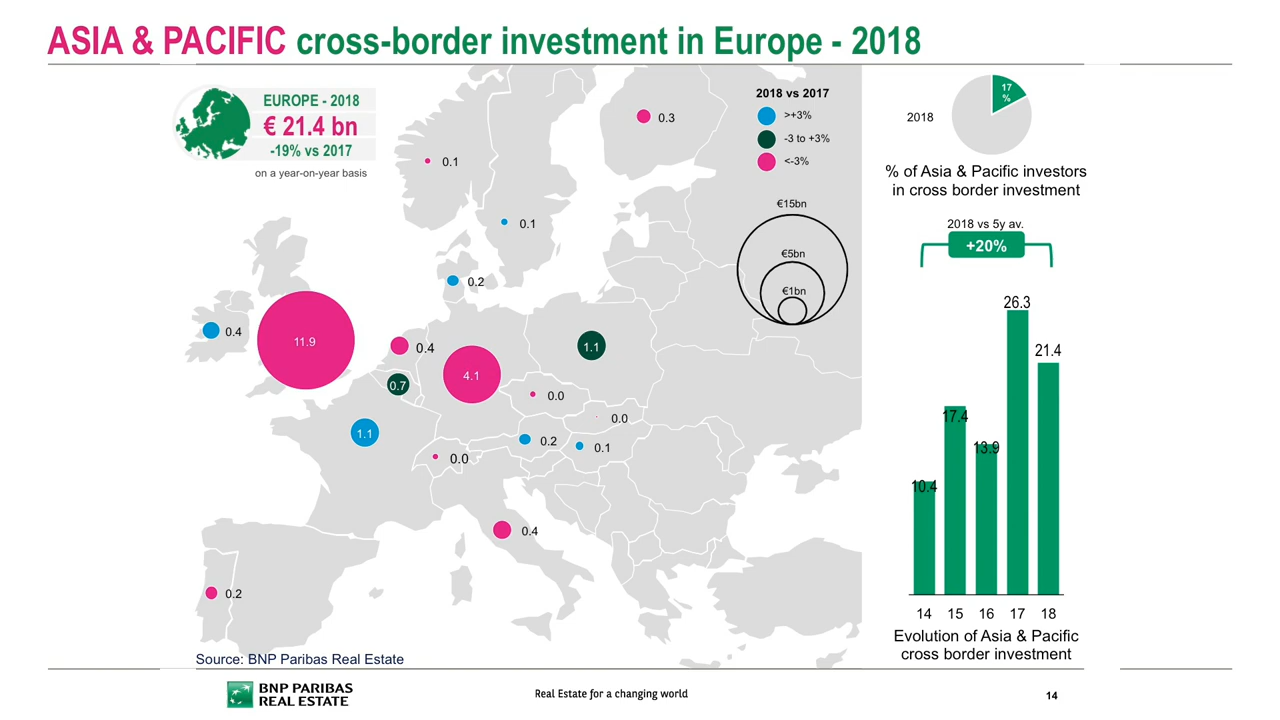 ASIA & PACIFIC cross-border investment in Europe - 2018
EUROPE - 2018
€ 21.4 bn
-19% vs 2017
on a year-on-year basis
2018 vs 2017
>+3%
-3 to +3%
<-3%
€15bn
€5bn
€1bn
0.3
0.1
0.1
0.2
0.4
11.9
0.4
4.1
1.1
0.7
0.0
0.0
1.1
0.2
0.1
0.0
0.4
0.2
2018
17
%
% of Asia & Pacific investors
in cross border investment
2018 vs 5y av.
+20%
10.4
17.4
13.9
26.3
21.4
14 15 16 17 18
Evolution of Asia & Pacific
cross border investment
Source: BNP Paribas Real Estate
BNP PARIBAS
REAL ESTATE
Real Estate for a changing world
14